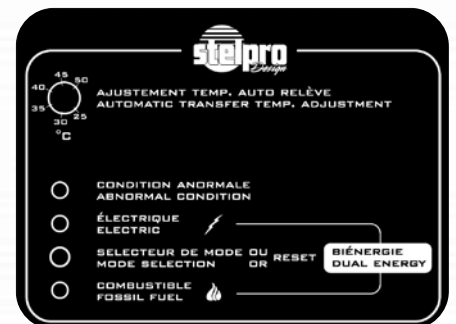 stelpro
Design
45
40 50
35 25
30
°C
AJUSTEMENT TEMP. AUTO RELÈVE
AUTOMATIC TRANSFER TEMP. ADJUSTMENT
CONDITION ANORMALE
ABNORMAL CONDITION
ÉLECTRIQUE
ELECTRIC
SELECTEUR DE MODE OU RESET
MODE SELECTION OR
BIÉNERGIE
DUAL ENERGY
COMBUSTIBLE
FOSSIL FUEL